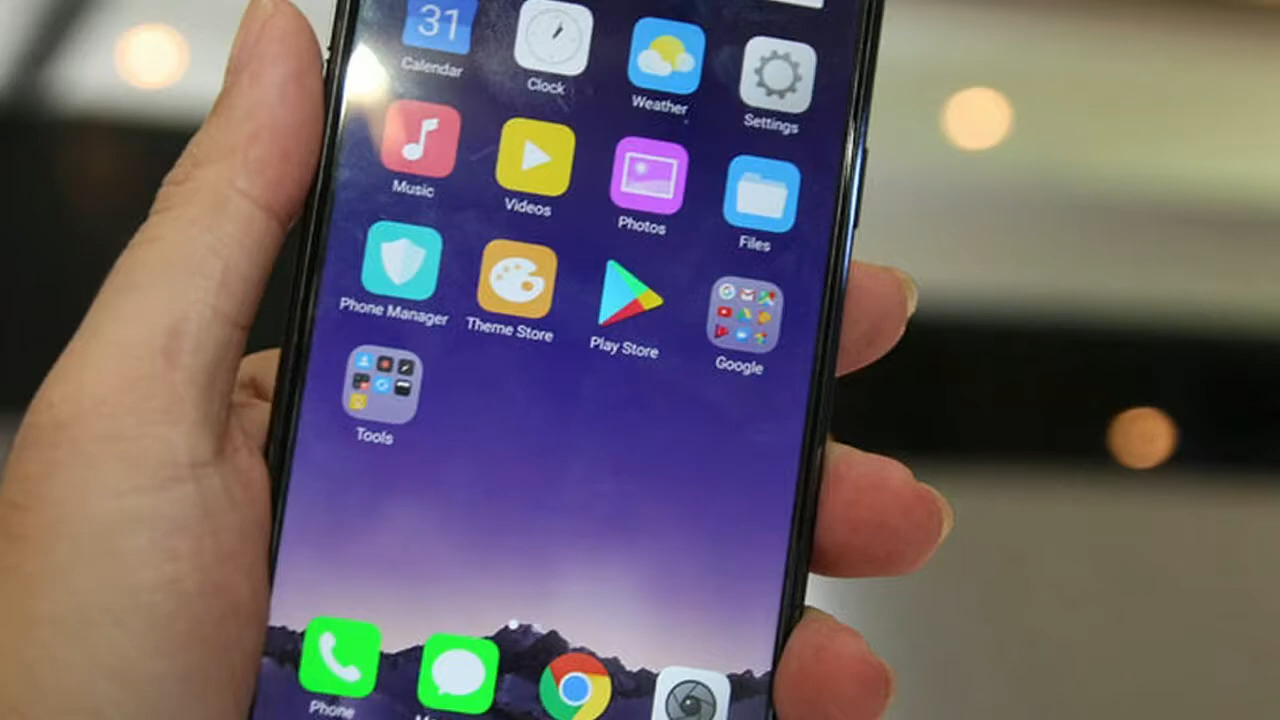 31
Calendar
Clock
Weather
Settings
Music
Videos
Photos
Files
Phone Manager
Theme Store
Play Store
Google
Tools
Phone